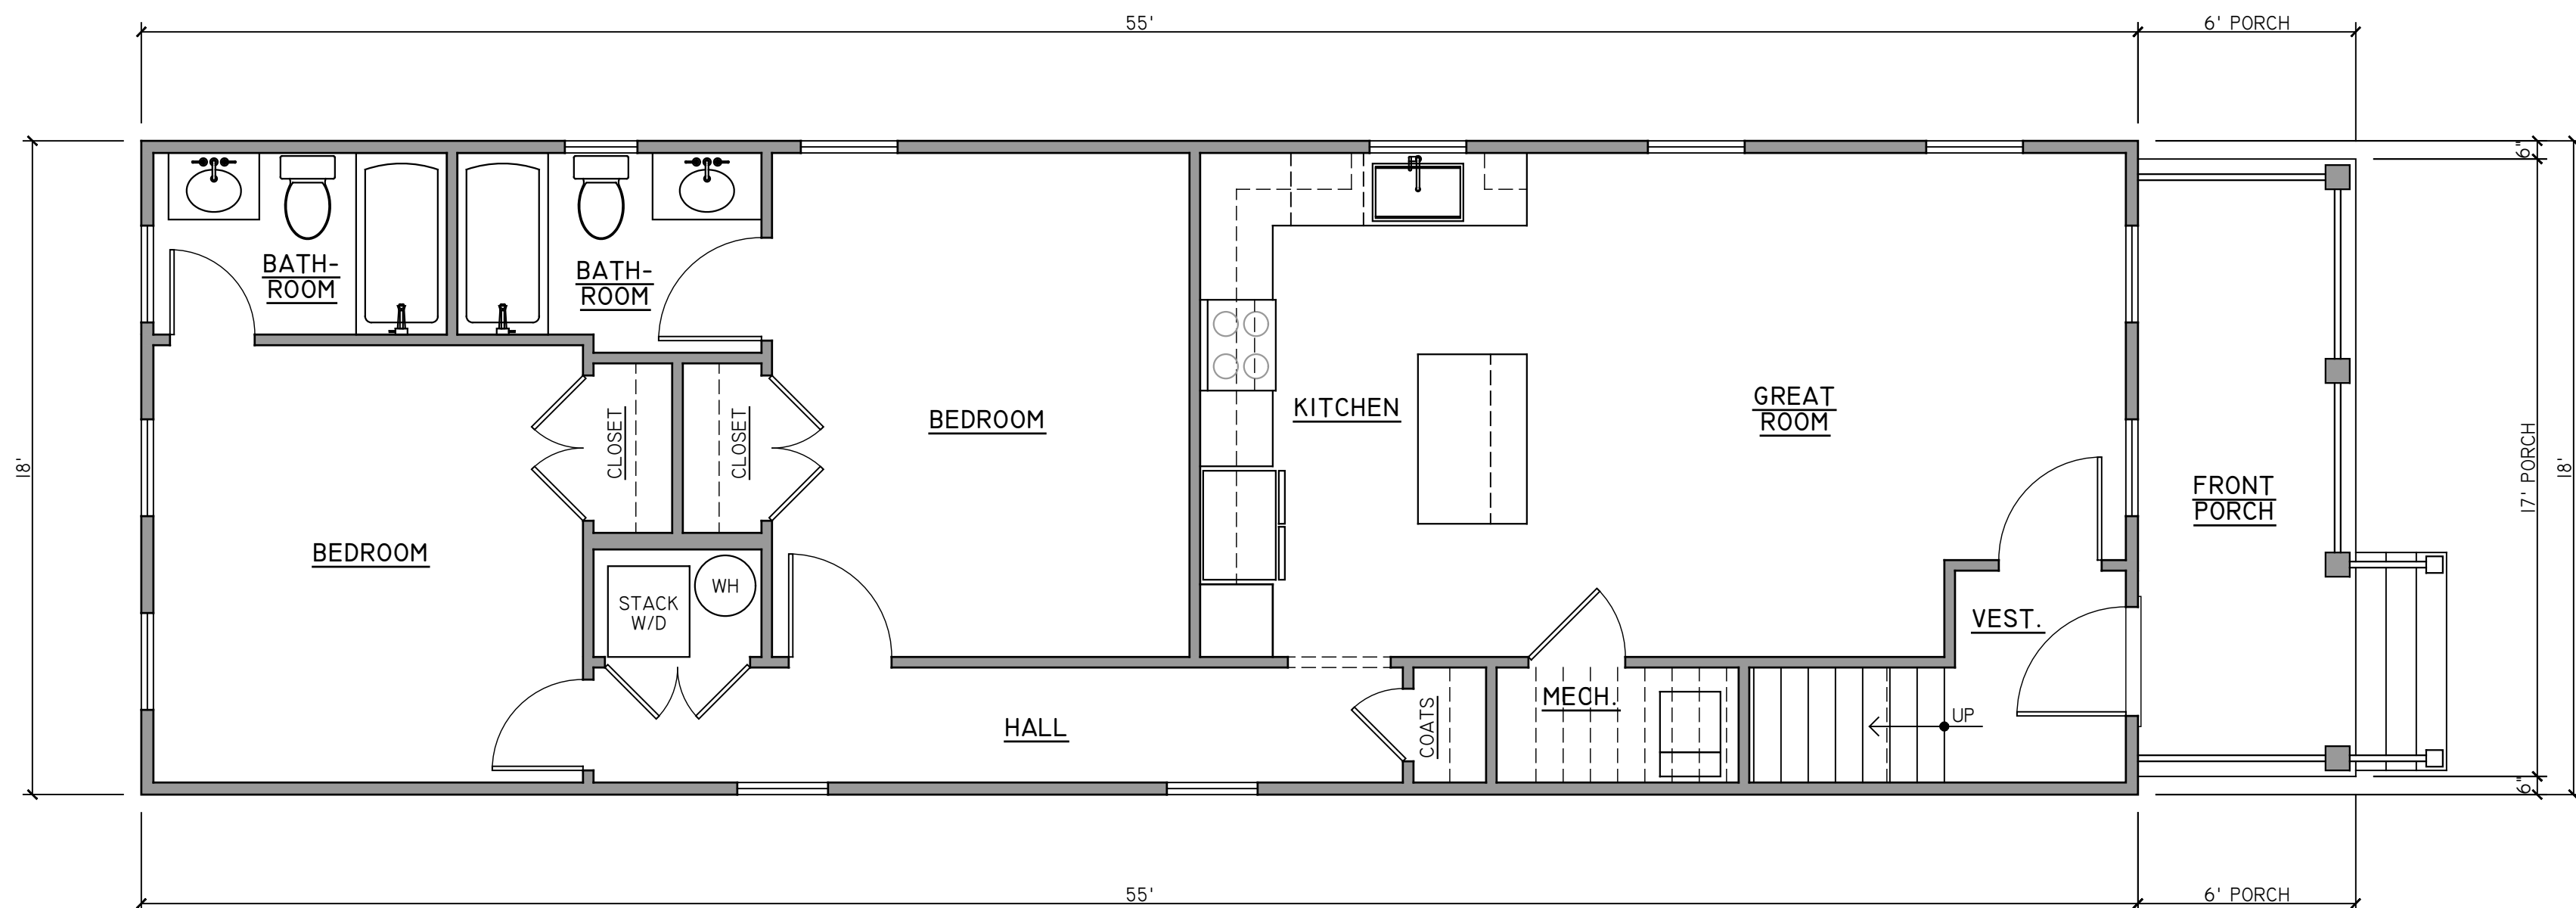 55'
6' PORCH
6"
BATH-
ROOM
BATH-
ROOM
KITCHEN
GREAT
ROOM
CLOSET
CLOSET
BEDROOM
18'
17' PORCH
18'
FRONT
PORCH
BEDROOM
WH
STACK
W/D
VEST.
MECH.
COATS
UP
HALL
6"
55'
6' PORCH